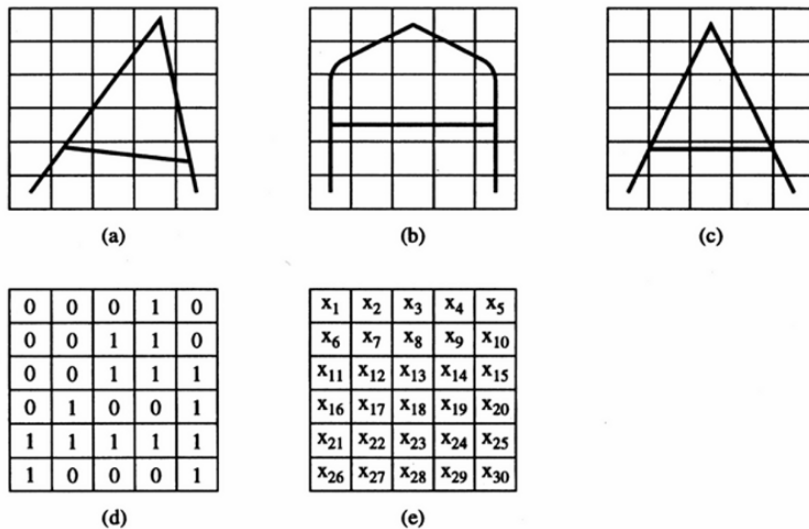 (a) (b) (c)
0 0 0 1 0 x1 x2 x3 x4 x5
0 0 1 1 0 x6 x7 x8 x9 x10
0 0 1 1 1 x11 x12 x13 x14 x15
0 1 0 0 1 x16 x17 x18 x19 x20
1 1 1 1 1 x21 x22 x23 x24 x25
1 0 0 0 1 x26 x27 x28 x29 x30
(d) (e)